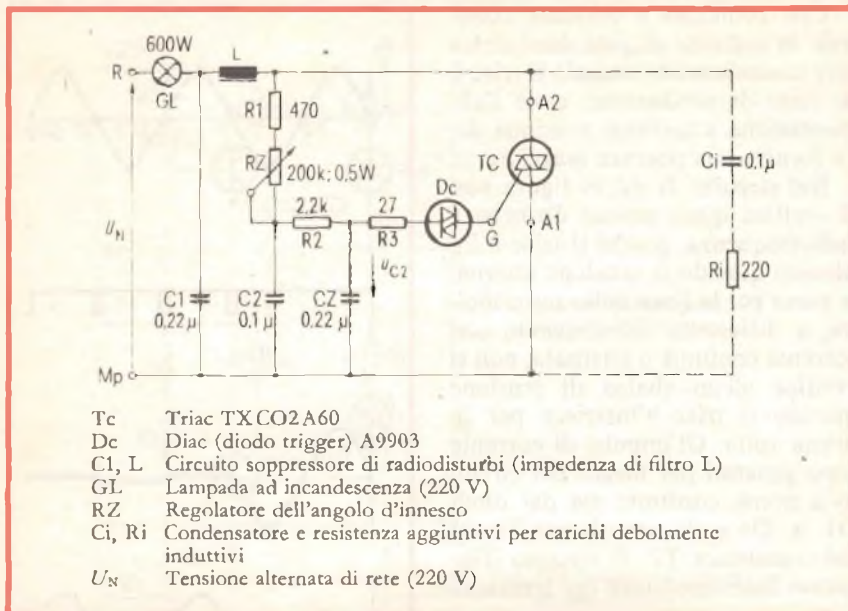 600W
R
GL
L
R1
470
RZ
200k; 0.5W
2.2k
R2
27
R3
Dc
G
TC
A2
A1
Ci
0,1µ
Ri
220
UN
uC2
C1
0,22 µ
C2
0,1 µ
CZ
0,22 µ
Mp
Tc Triac TXCO2A60
Dc Diac (diodo trigger) A9903
C1, L Circuito soppressore di radiodisturbi (impedenza di filtro L)
GL Lampada ad incandescenza (220 V)
RZ Regolatore dell'angolo d'innesco
Ci, Ri Condensatore e resistenza aggiuntivi per carichi debolmente
induttivi
UN Tensione alternata di rete (220 V)